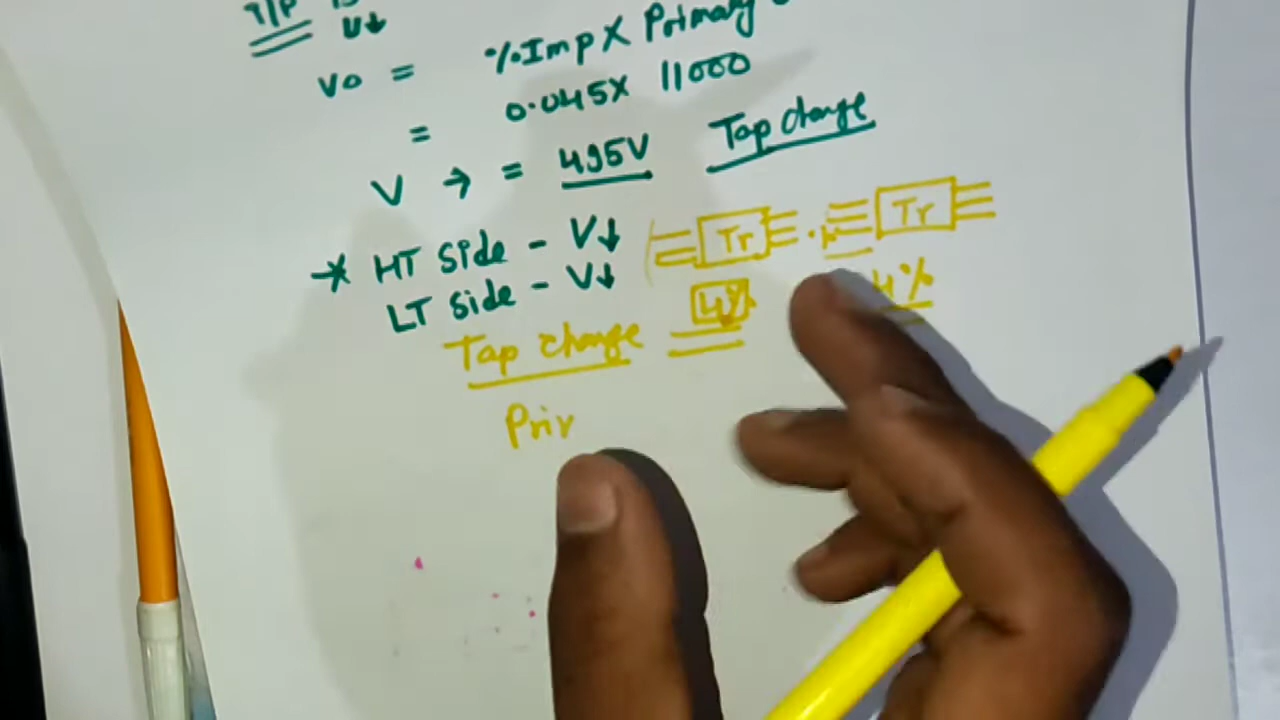 I/P
V↓
Vo = %Imp X Primary
= 0.045X 11000
V → = 495V Tap change
* HT Side - V↓
LT Side - V↓
Tr Tr
4% 4%
Tap change
Priv